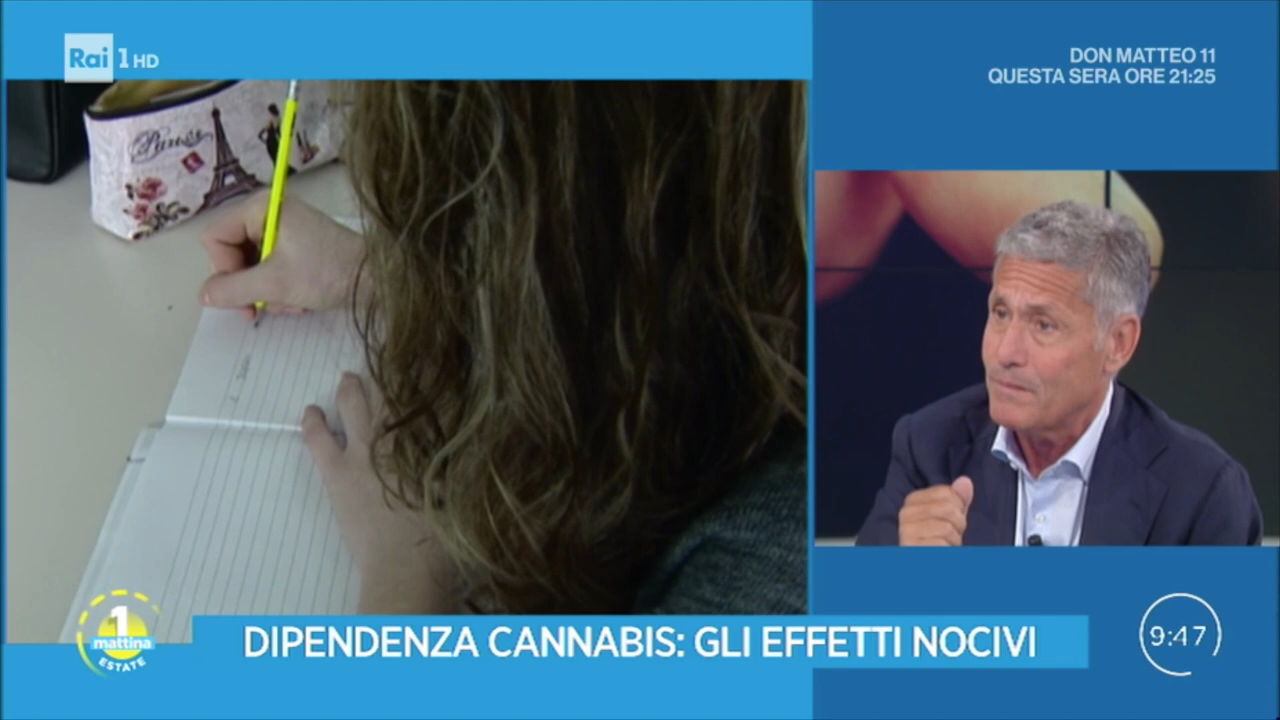 Rai 1 HD
DON MATTEO 11
QUESTA SERA ORE 21:25
Paris
1
mattina
ESTATE
DIPENDENZA CANNABIS: GLI EFFETTI NOCIVI
9:47